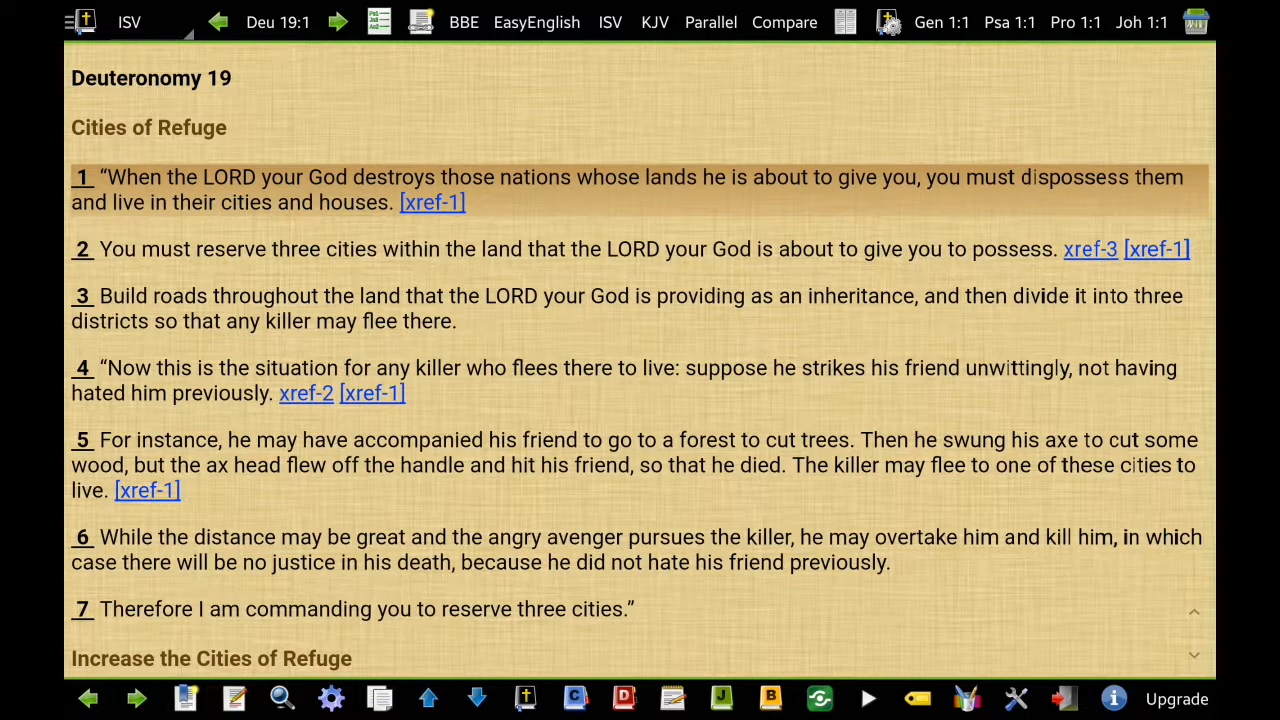 ISV Deu 19:1 BBE EasyEnglish ISV KJV Parallel Compare Gen 1:1 Psa 1:1 Pro 1:1 Joh 1:1
Deuteronomy 19
Cities of Refuge
1 “When the LORD your God destroys those nations whose lands he is about to give you, you must dispossess them
and live in their cities and houses. [xref-1]
2 You must reserve three cities within the land that the LORD your God is about to give you to possess. xref-3 [xref-1]
3 Build roads throughout the land that the LORD your God is providing as an inheritance, and then divide it into three
districts so that any killer may flee there.
4 “Now this is the situation for any killer who flees there to live: suppose he strikes his friend unwittingly, not having
hated him previously. xref-2 [xref-1]
5 For instance, he may have accompanied his friend to go to a forest to cut trees. Then he swung his axe to cut some
wood, but the ax head flew off the handle and hit his friend, so that he died. The killer may flee to one of these cities to
live. [xref-1]
6 While the distance may be great and the angry avenger pursues the killer, he may overtake him and kill him, in which
case there will be no justice in his death, because he did not hate his friend previously.
7 Therefore I am commanding you to reserve three cities.”
Increase the Cities of Refuge
C D J B Upgrade